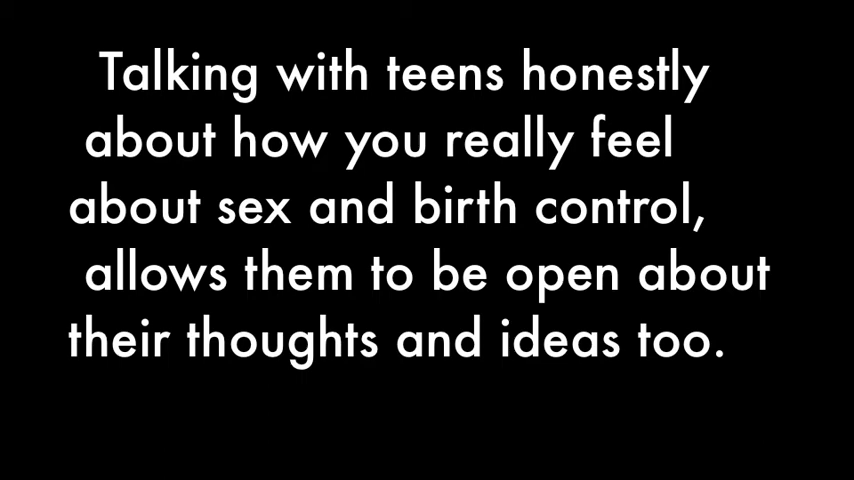 Talking with teens honestly
about how you really feel
about sex and birth control,
allows them to be open about
their thoughts and ideas too.